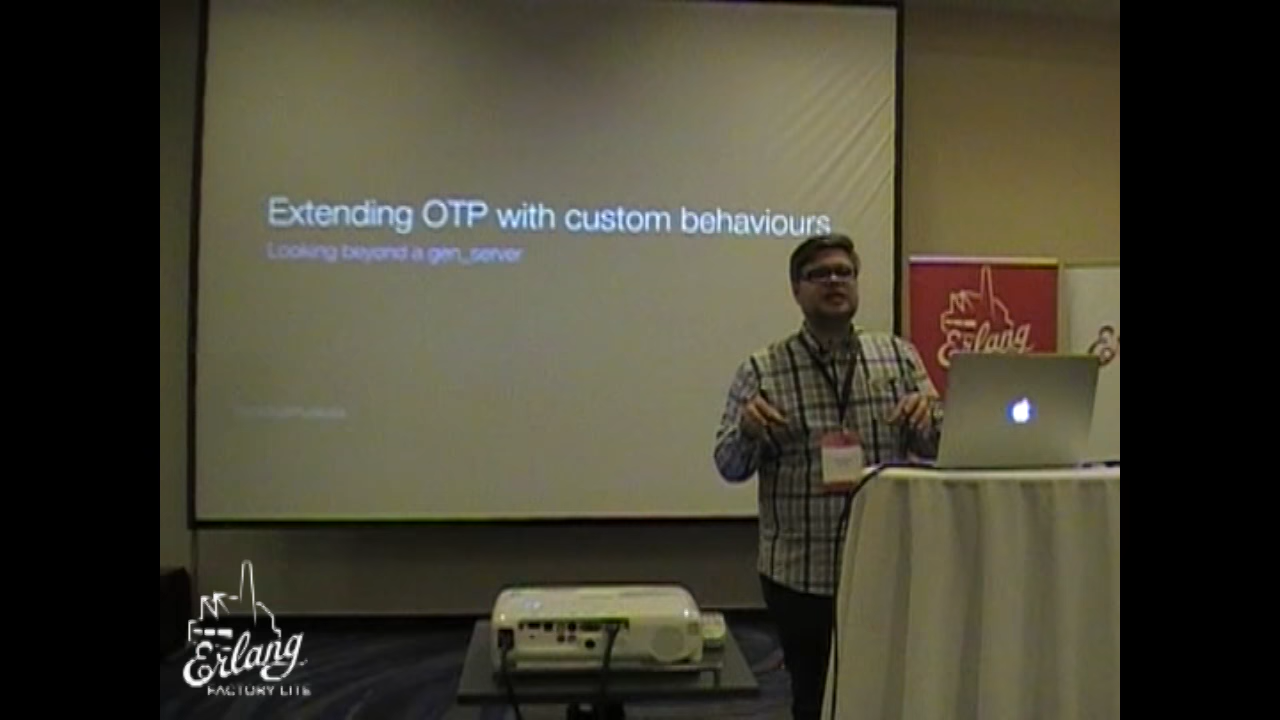 Extending OTP with custom behaviours
Looking beyond a gen_server
Erlang
Erlang
FACTORY LITE